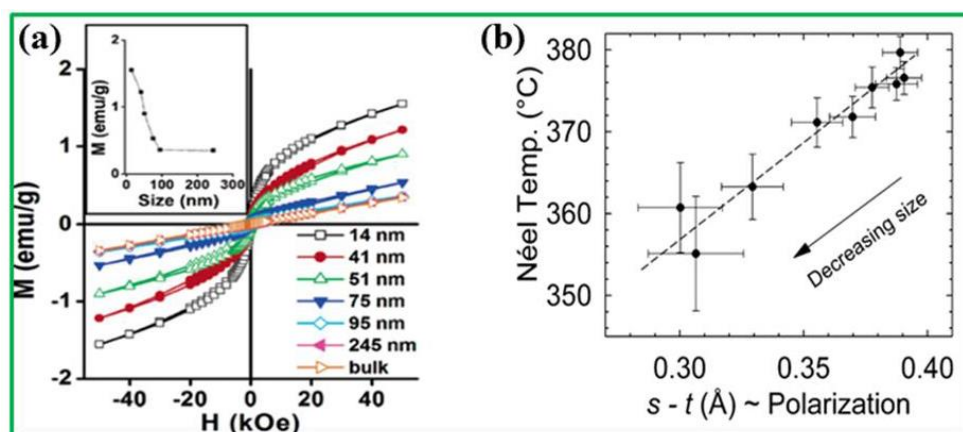 (a)
2
1
0
-1
-2
M (emu/g)
-40 -20 0 20 40
H (kOe)
2
1
0
M (emu/g)
0 100 200 300
Size (nm)
14 nm
41 nm
51 nm
75 nm
95 nm
245 nm
bulk
(b)
380
370
360
350
Néel Temp. (°C)
0.30 0.35 0.40
s - t (Å) ~ Polarization
Decreasing size